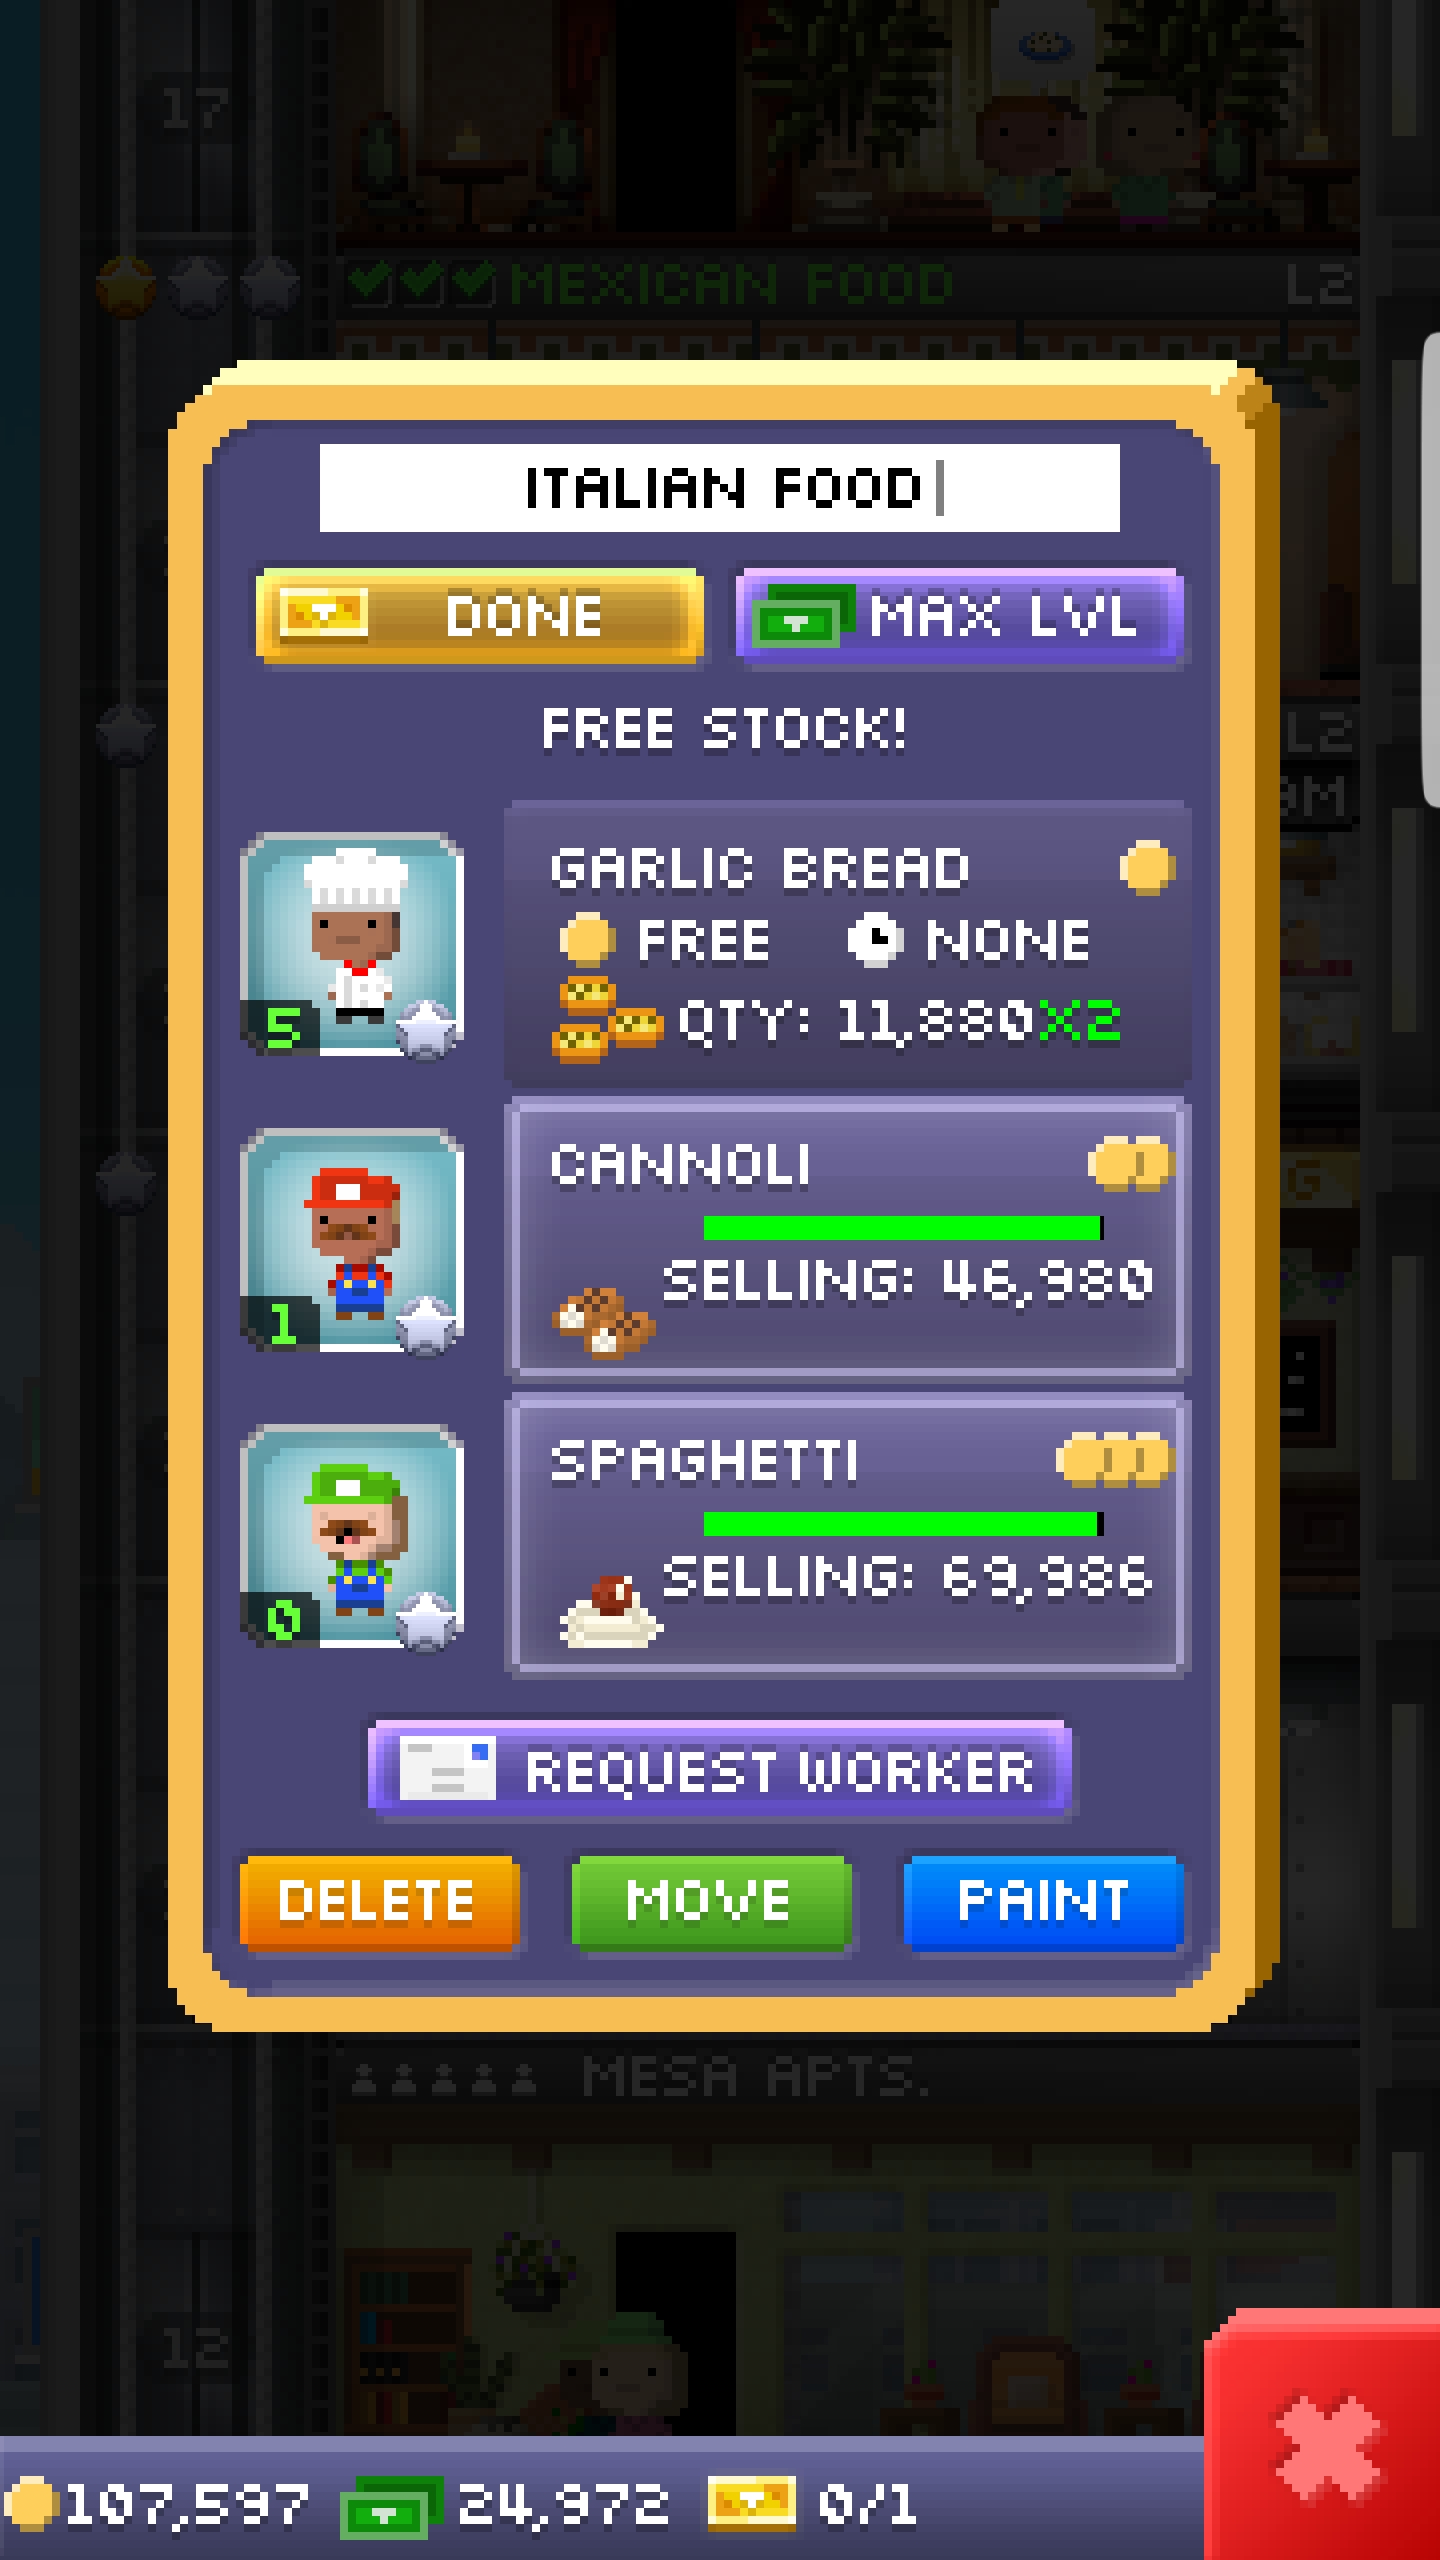 17
MEXICAN FOOD L2
ITALIAN FOOD
DONE MAX LVL
FREE STOCK!
L2
GARLIC BREAD
FREE NONE
5 QTY: 11,880X2
CANNOLI
SELLING: 46,980
1
SPAGHETTI
SELLING: 69,986
0
REQUEST WORKER
DELETE MOVE PAINT
MESA APTS.
12
107,597 24,972 0/1